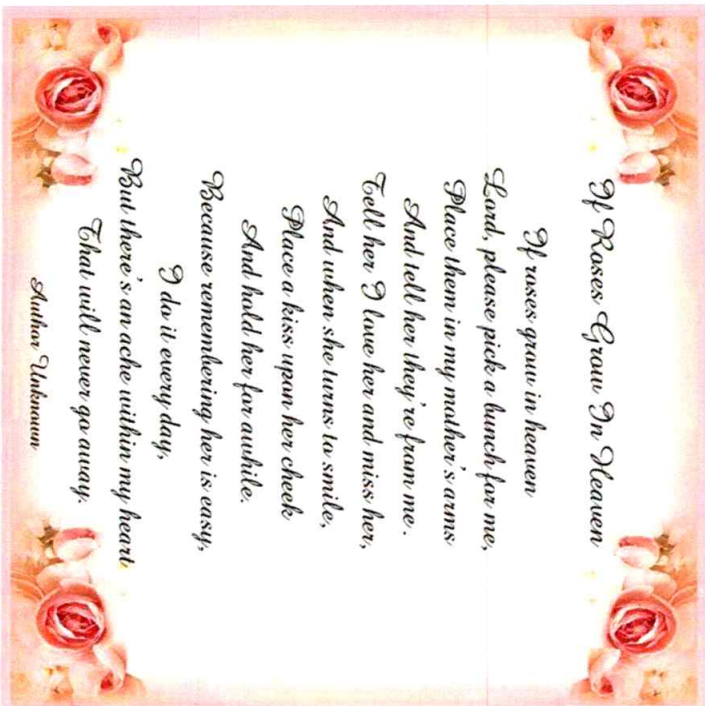 If Roses Grow In Heaven
If roses grow in heaven
Lord, please pick a bunch for me,
Place them in my mother's arms
And tell her they're from me.
Tell her I love her and miss her,
And when she turns to smile,
Place a kiss upon her cheek
And hold her for awhile.
Because remembering her is easy,
I do it every day,
But there's an ache within my heart
That will never go away.
Author Unknown